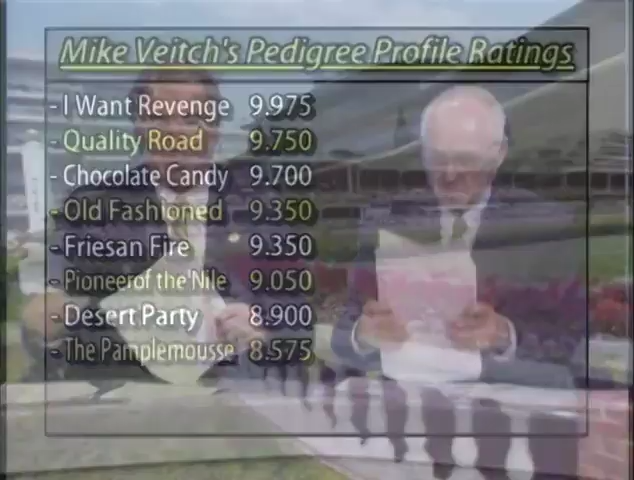 Mike Veitch's Pedigree Profile Ratings
- I Want Revenge 9.975
- Quality Road 9.750
- Chocolate Candy 9.700
- Old Fashioned 9.350
- Friesan Fire 9.350
- Pioneerof the Nile 9.050
- Desert Party 8.900
- The Pamplemousse 8.575